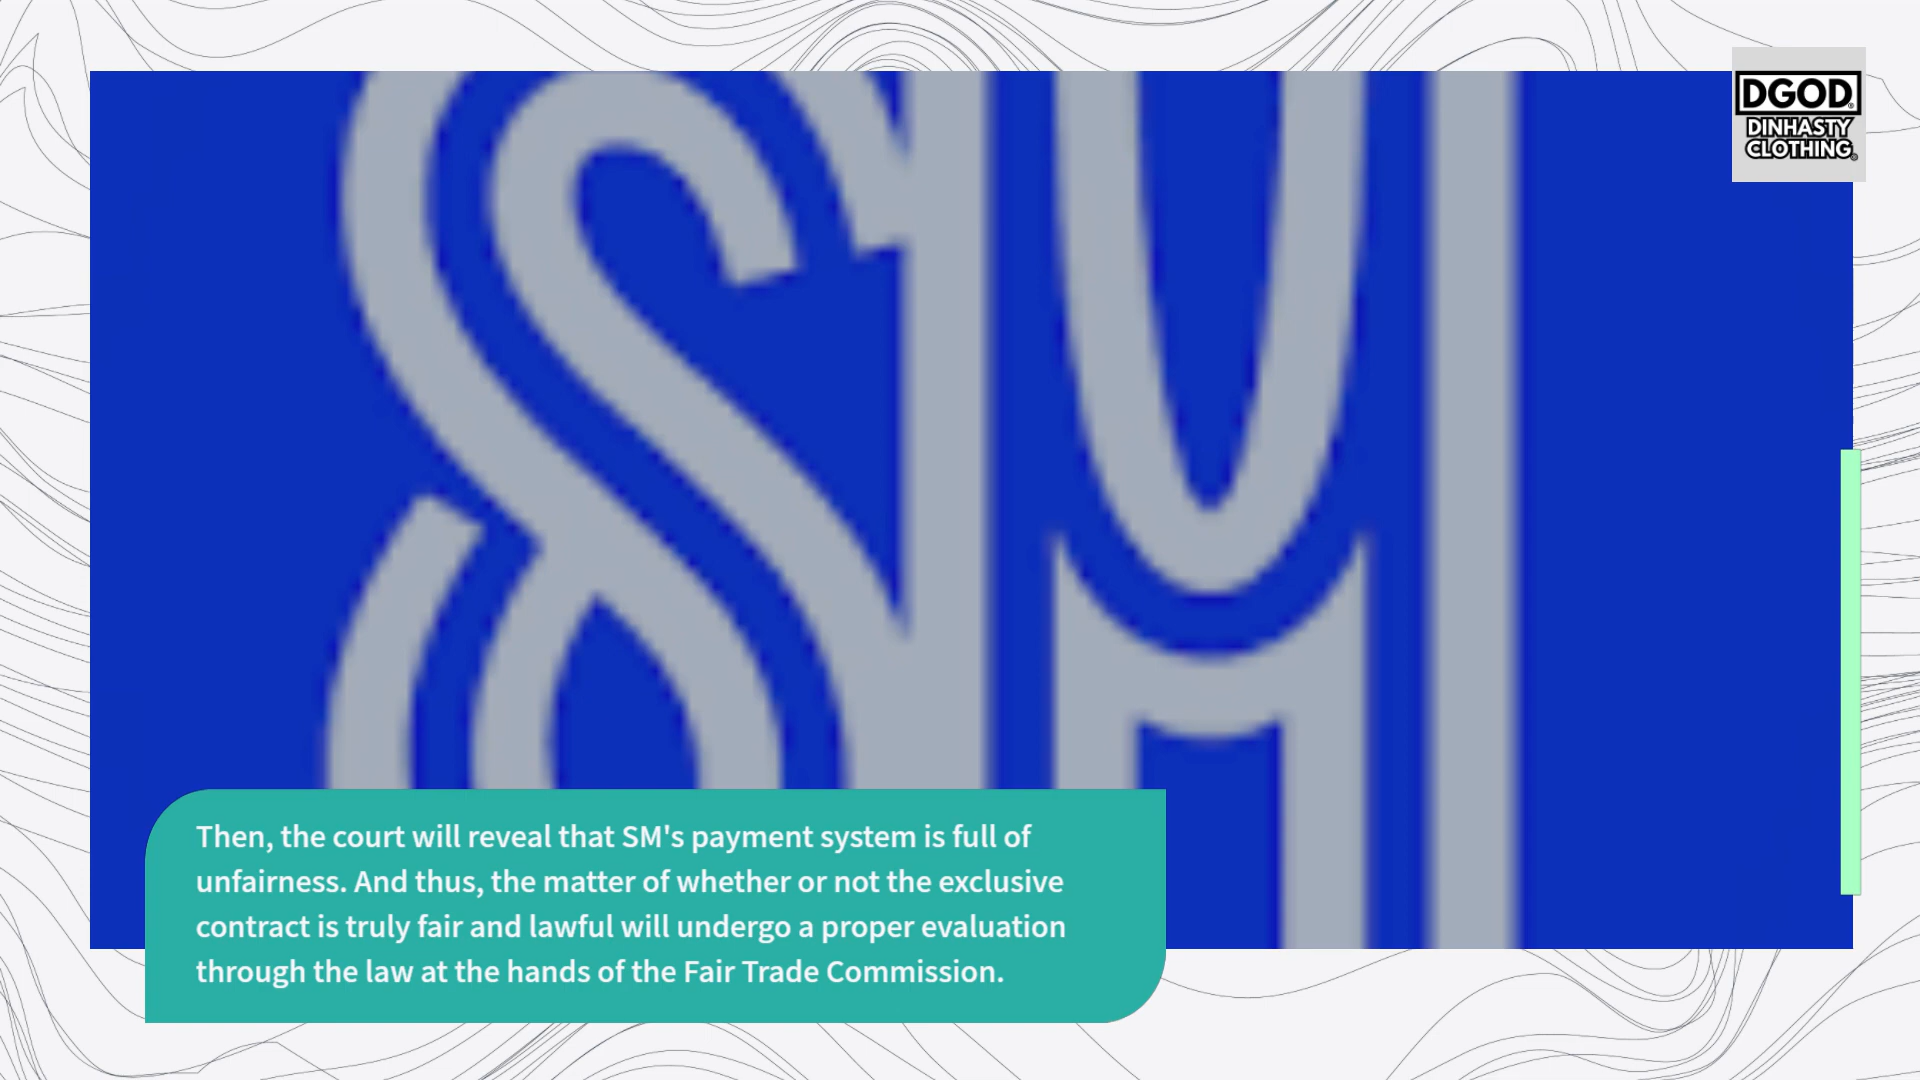 SM
DGOD®
DINHASTY
CLOTHING®
Then, the court will reveal that SM's payment system is full of
unfairness. And thus, the matter of whether or not the exclusive
contract is truly fair and lawful will undergo a proper evaluation
through the law at the hands of the Fair Trade Commission.